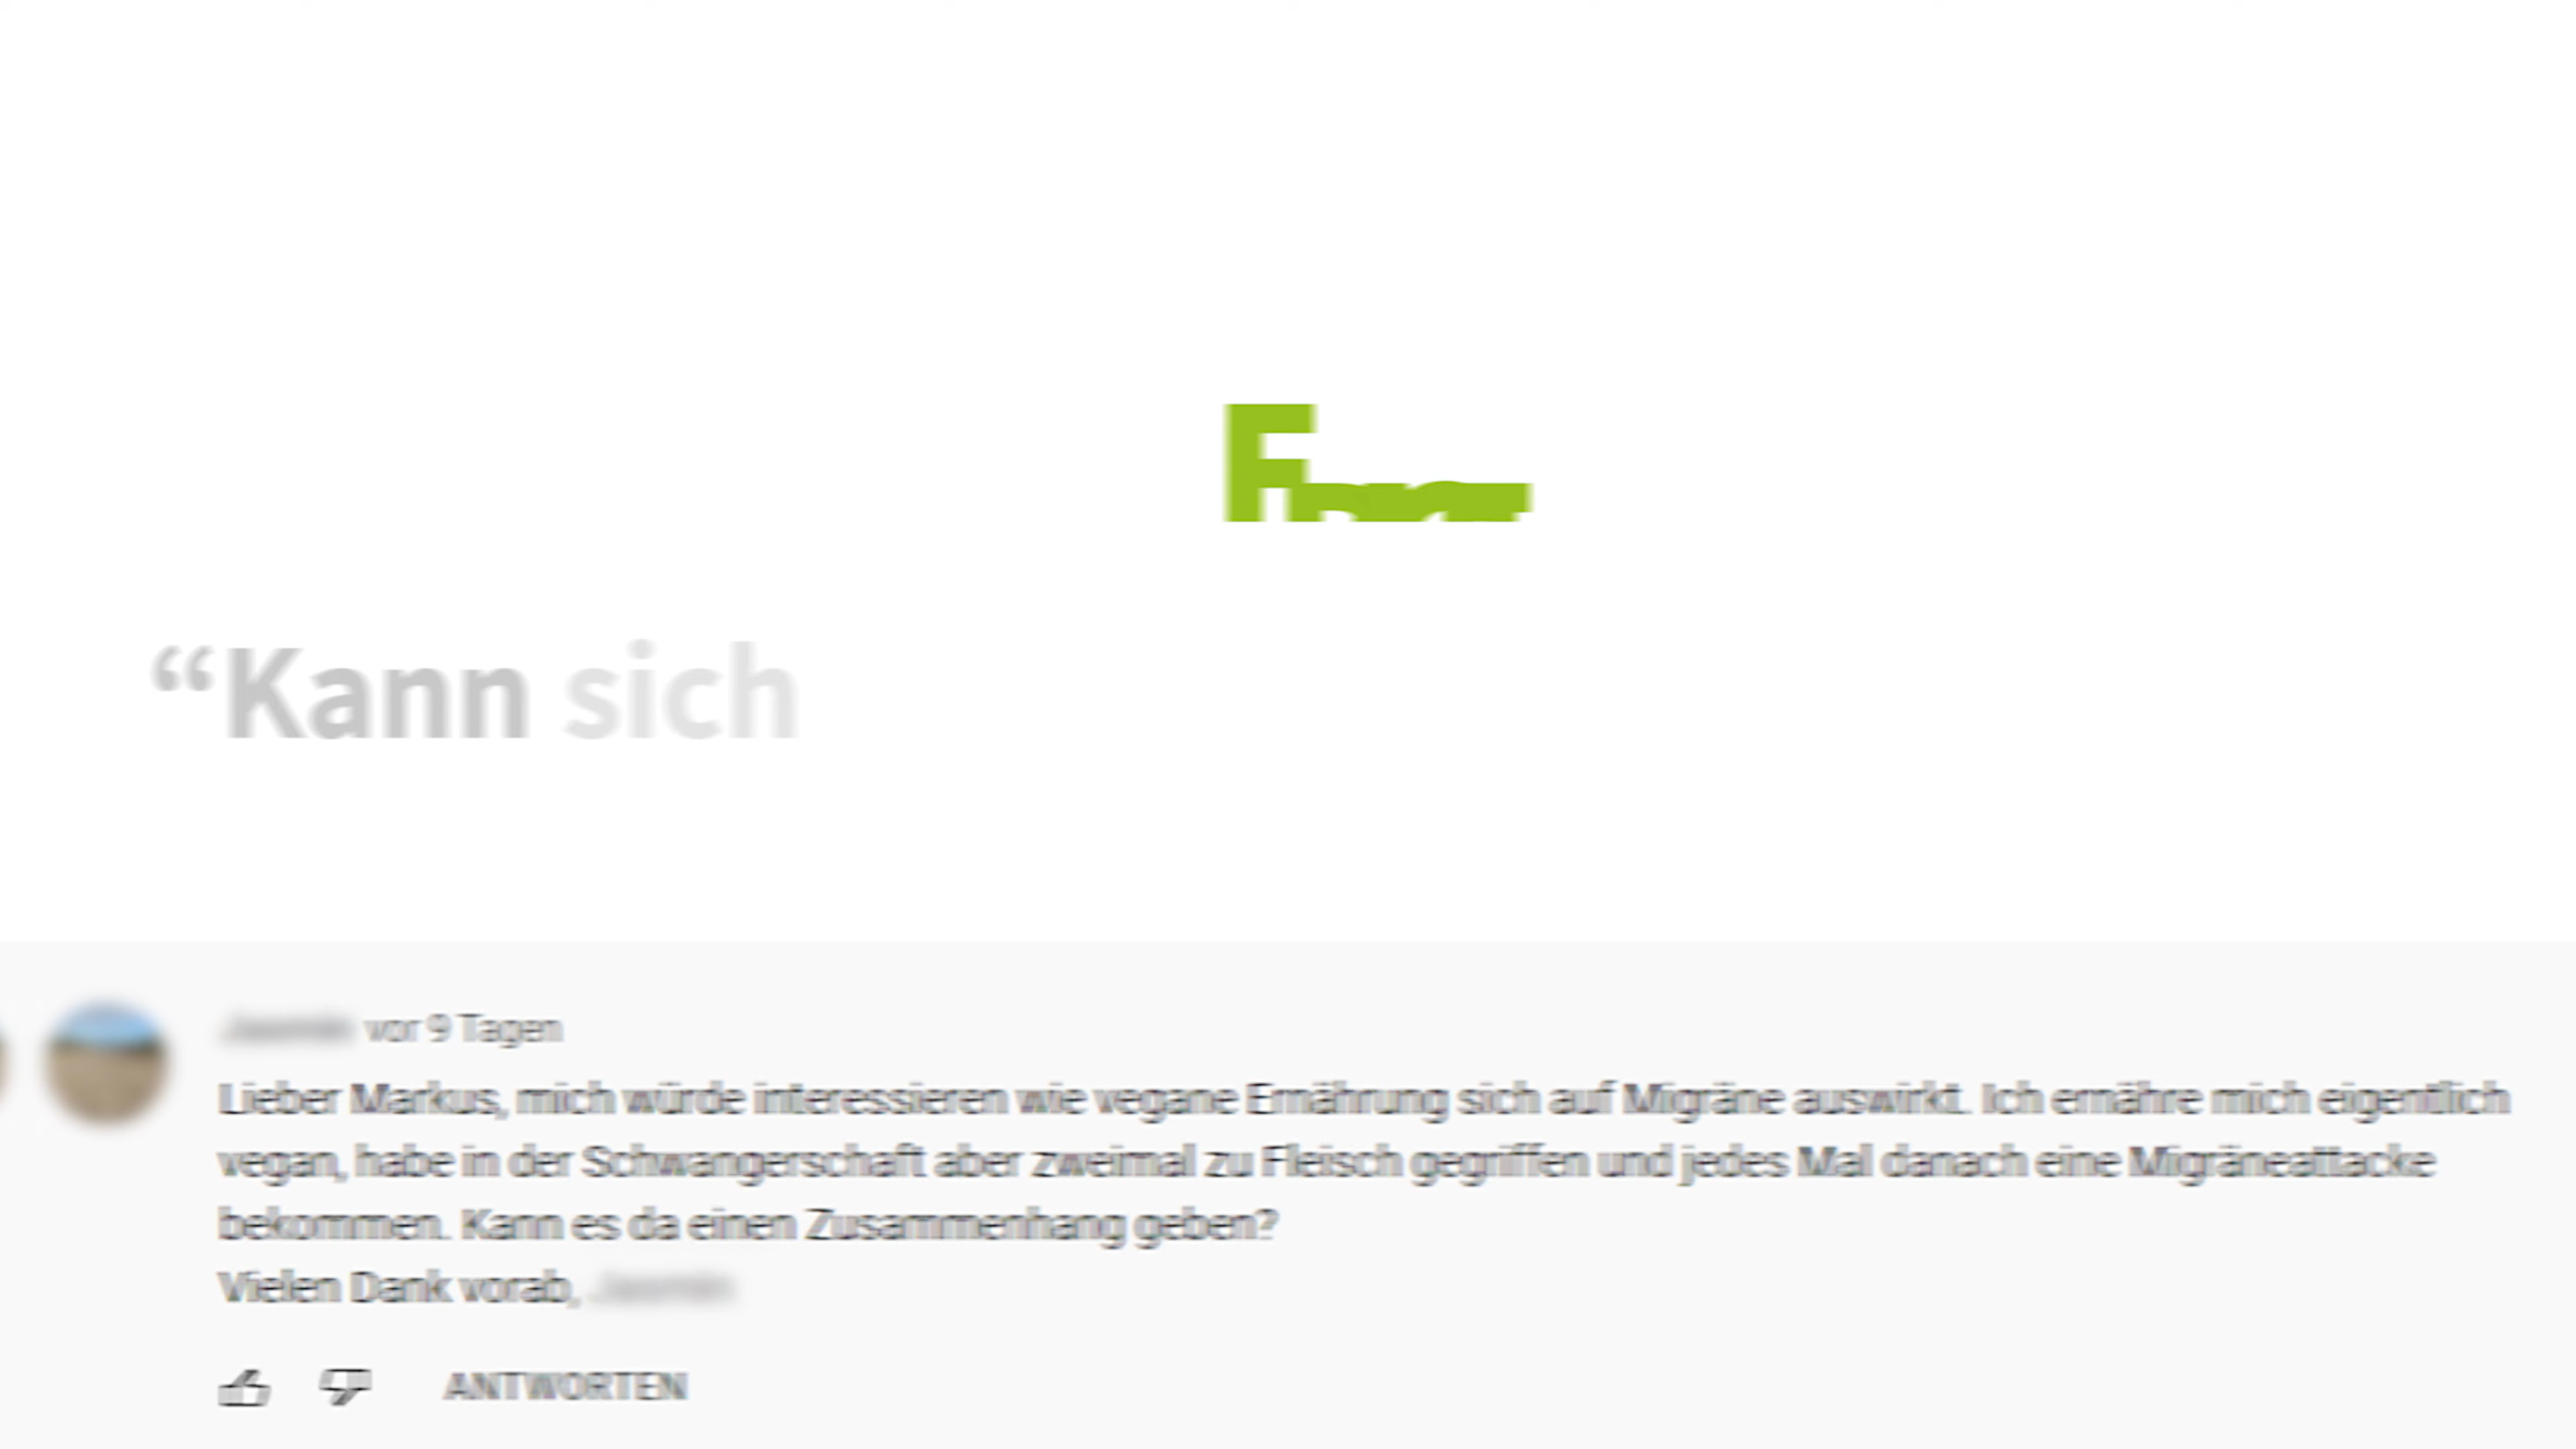 “Kann sich
vor 9 Tagen
Lieber Markus, mich würde interessieren wie vegane Ernährung sich auf Migräne auswirkt. Ich ernähre mich eigentlich
vegan, habe in der Schwangerschaft aber zweimal zu Fleisch gegriffen und jedes Mal danach eine Migräneattacke
bekommen. Kann es da einen Zusammenhang geben?
Vielen Dank vorab,
ANTWORTEN